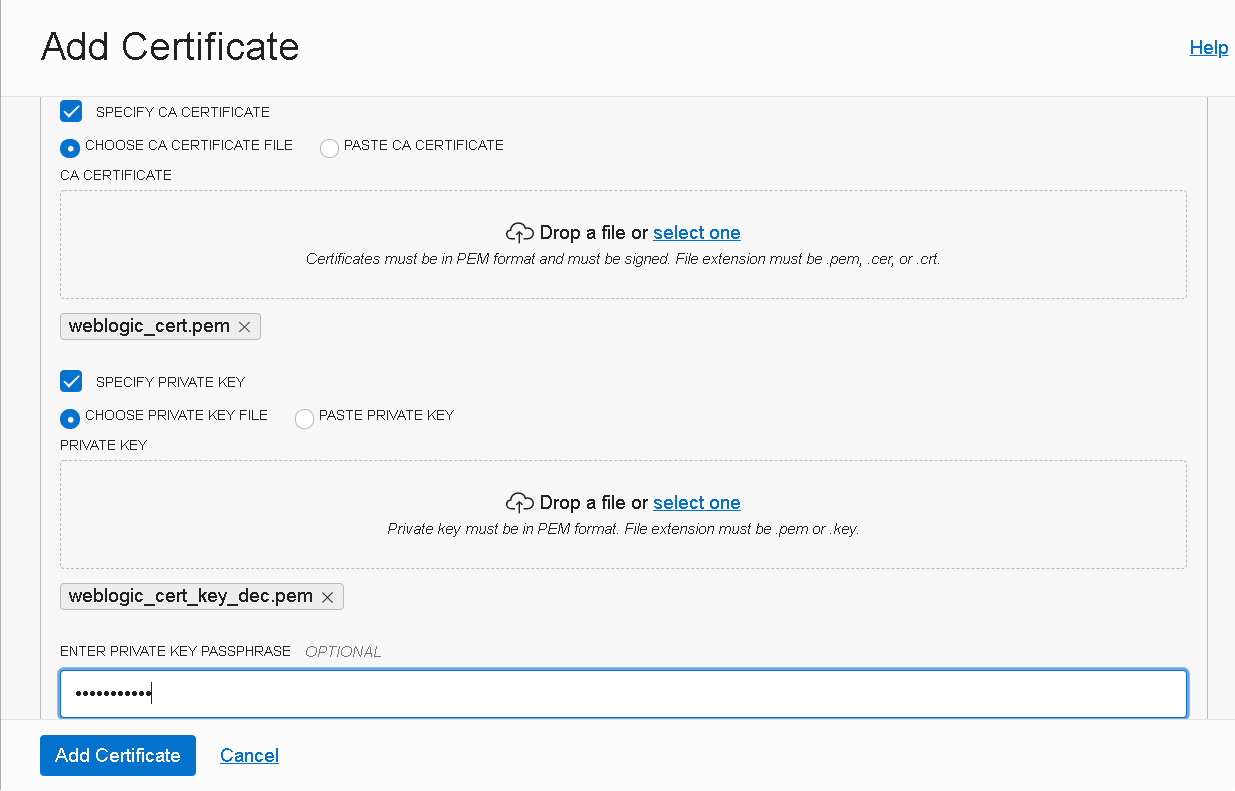 Add Certificate
Help
SPECIFY CA CERTIFICATE
CHOOSE CA CERTIFICATE FILE PASTE CA CERTIFICATE
CA CERTIFICATE
Drop a file or select one
Certificates must be in PEM format and must be signed. File extension must be .pem, .cer, or .crt.
weblogic_cert.pem
SPECIFY PRIVATE KEY
CHOOSE PRIVATE KEY FILE PASTE PRIVATE KEY
PRIVATE KEY
Drop a file or select one
Private key must be in PEM format. File extension must be .pem or .key.
weblogic_cert_key_dec.pem
ENTER PRIVATE KEY PASSPHRASE OPTIONAL
•••••••••••
Add Certificate Cancel